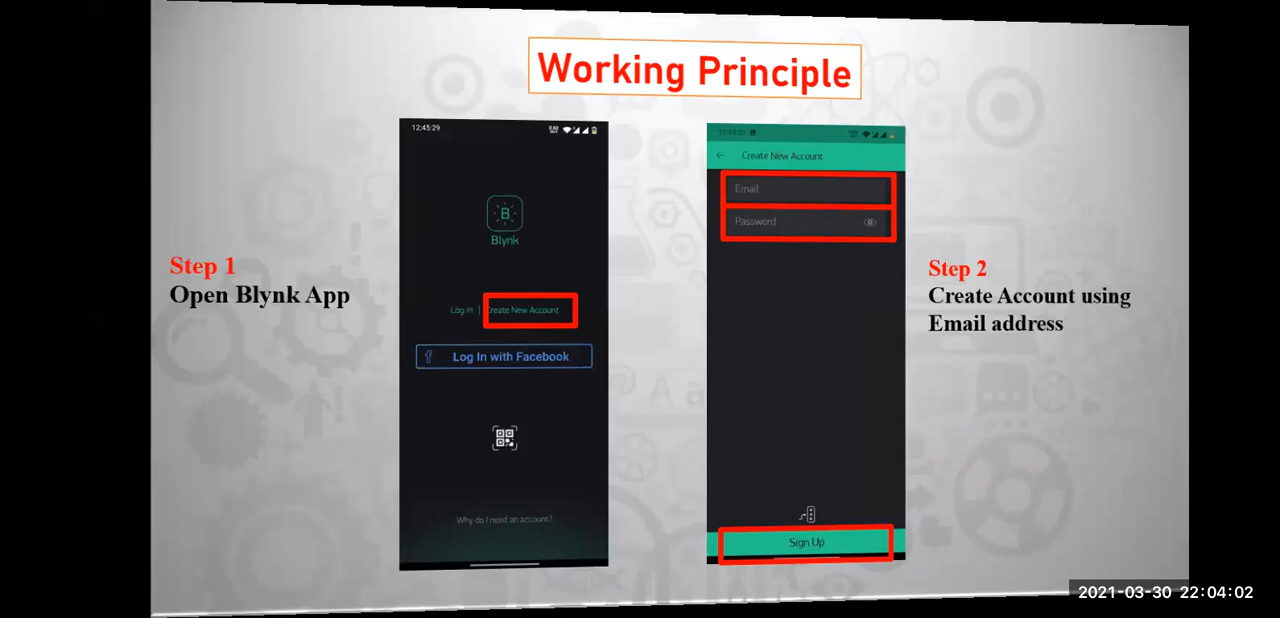 Working Principle
Step 1
Open Blynk App
12:45:29
B
Blynk
Log in | Create New Account
f Log In with Facebook
Why do I need an account?
Create New Account
Email
Password
Sign Up
Step 2
Create Account using
Email address
2021-03-30 22:04:02